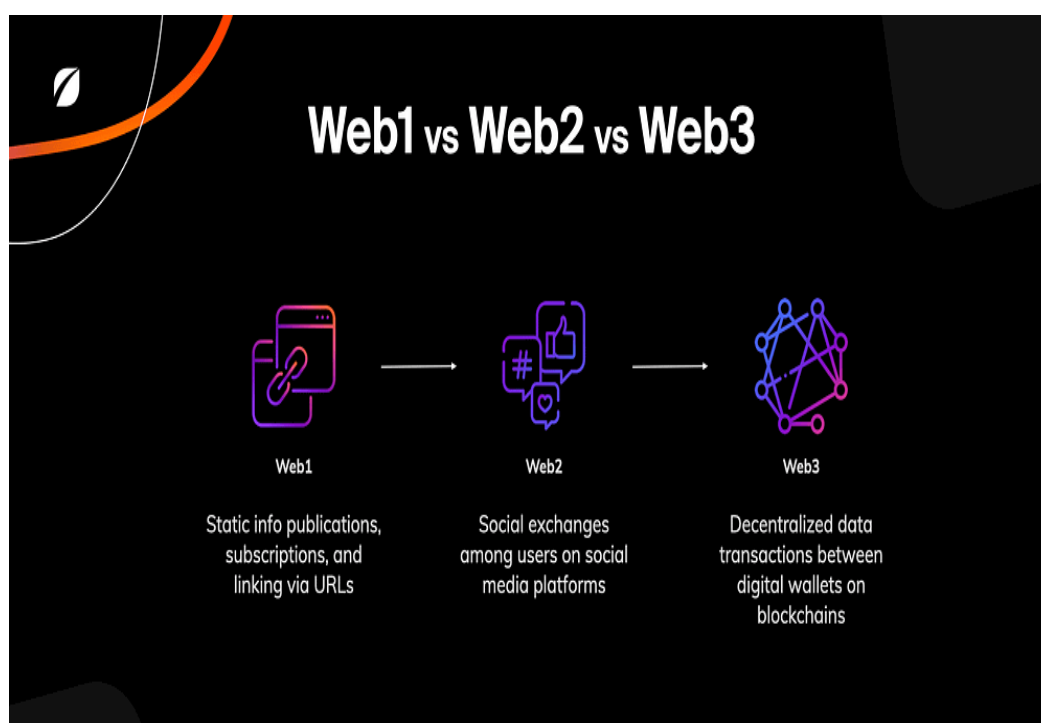 Web1 vs Web2 vs Web3
Web1
Static info publications,
subscriptions, and
linking via URLs
Web2
Social exchanges
among users on social
media platforms
Web3
Decentralized data
transactions between
digital wallets on
blockchains